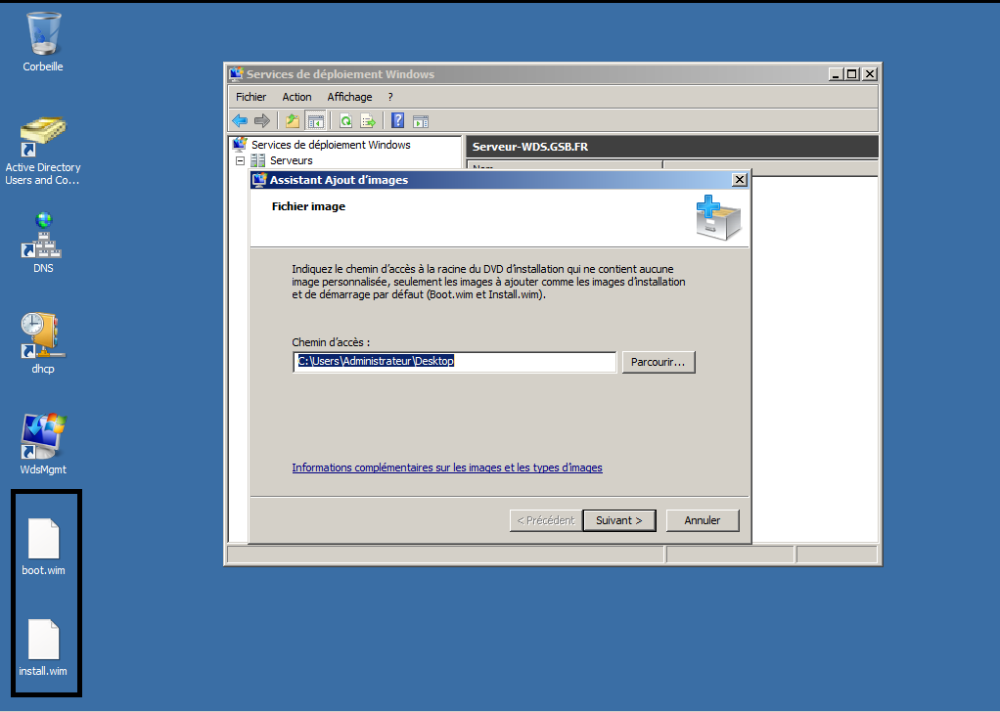 Corbeille
Active Directory
Users and Co...
DNS
dhcp
WdsMgmt
boot.wim
install.wim
Services de déploiement Windows
Fichier Action Affichage ?
Services de déploiement Windows
Serveurs
Serveur-WDS.GSB.FR
Assistant Ajout d'images
Fichier image
Indiquez le chemin d'accès à la racine du DVD d'installation qui ne contient aucune
image personnalisée, seulement les images à ajouter comme les images d'installation
et de démarrage par défaut (Boot.wim et Install.wim).
Chemin d'accès :
C:\Users\Administrateur\Desktop
Parcourir...
Informations complémentaires sur les images et les types d'images
< Précédent Suivant > Annuler